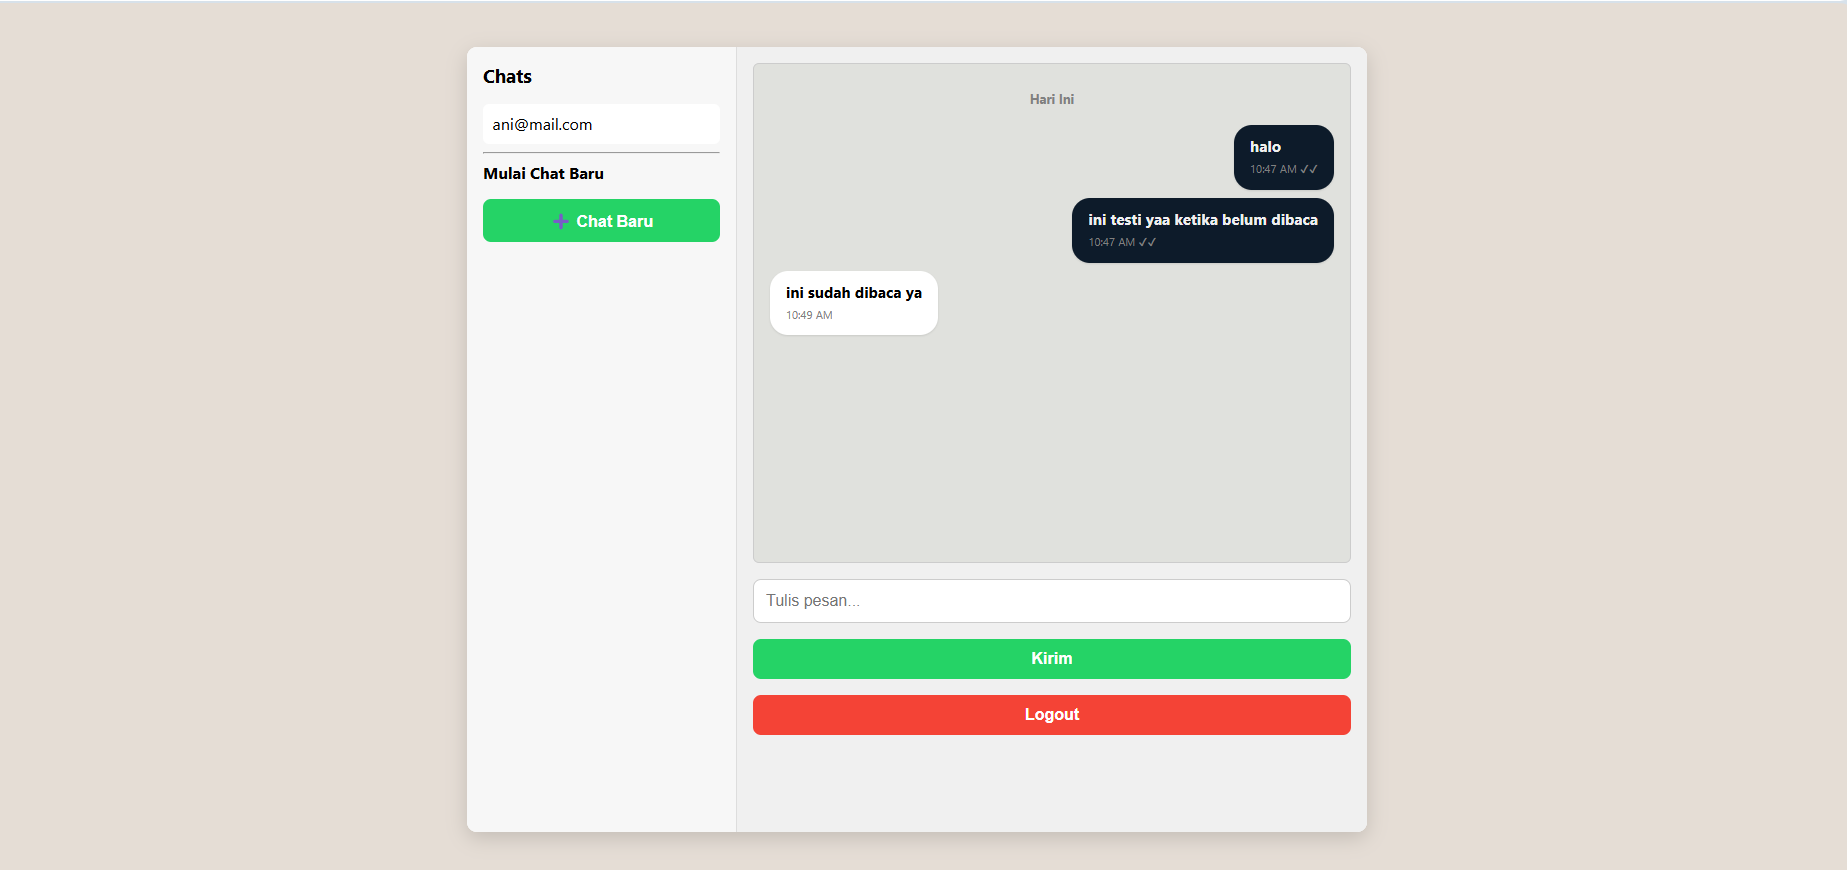 Chats
ani@mail.com
Mulai Chat Baru
➕ Chat Baru
Hari Ini
halo
10:47 AM ✓✓
ini testi yaa ketika belum dibaca
10:47 AM ✓✓
ini sudah dibaca ya
10:49 AM
Tulis pesan...
Kirim
Logout